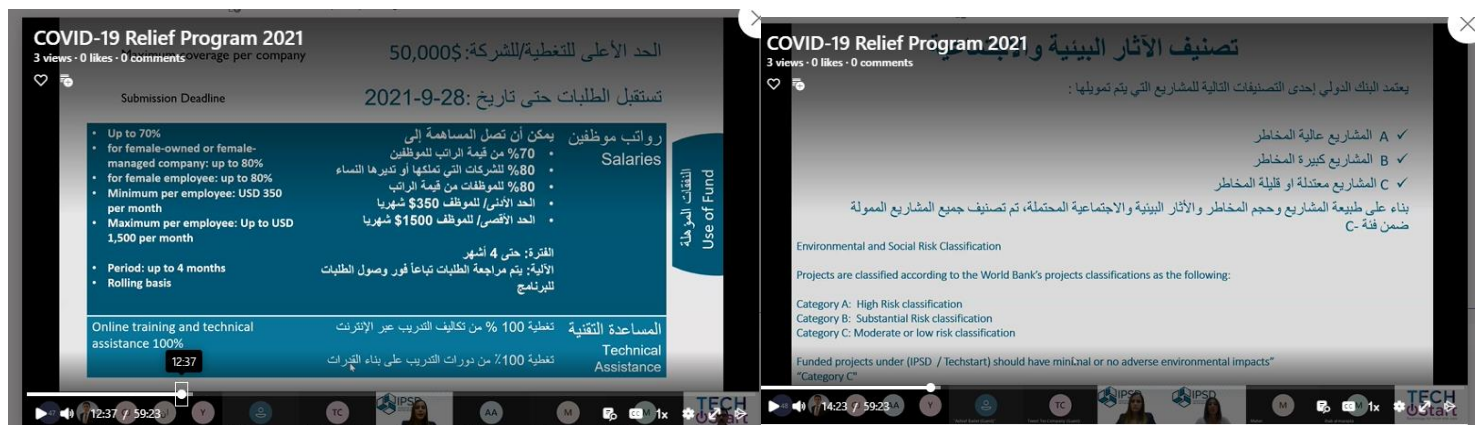 COVID-19 Relief Program 2021
3 views · 0 likes · 0 comments
Maximum coverage per company
الحد الأعلى للتغطية/للشركة: $50,000
Submission Deadline
تستقبل الطلبات حتى تاريخ: 28-9-2021
• Up to 70%
• for female-owned or female-
managed company: up to 80%
• for female employee: up to 80%
• Minimum per employee: USD 350
per month
• Maximum per employee: Up to USD
1,500 per month
• Period: up to 4 months
• Rolling basis
يمكن أن تصل المساهمة إلى
• 70% من قيمة الراتب للموظفين
• 80% للشركات التي تملكها أو تديرها النساء
• 80% للموظفات من قيمة الراتب
• الحد الأدنى/ للموظف 350$ شهريا
• الحد الأقصى/ للموظف 1500$ شهريا
الفترة: حتى 4 أشهر
الآلية: يتم مراجعة الطلبات تباعاً فور وصول الطلبات
للبرنامج
رواتب موظفين
Salaries
النفقات المؤهلة
Use of Fund
Online training and technical
assistance 100%
تغطية 100 % من تكاليف التدريب عبر الإنترنت
تغطية 100٪ من دورات التدريب على بناء القدرات
المساعدة التقنية
Technical
Assistance
12:37
12:37 / 59:23
Y
TC
IPSD
AA
M
M
1x
TECH
Start
COVID-19 Relief Program 2021
3 views · 0 likes · 0 comments
تصنيف الآثار البيئية والاجتماعية
يعتمد البنك الدولي إحدى التصنيفات التالية للمشاريع التي يتم تمويلها :
✓ A المشاريع عالية المخاطر
✓ B المشاريع كبيرة المخاطر
✓ C المشاريع معتدلة او قليلة المخاطر
بناء على طبيعة المشاريع وحجم المخاطر والأثار البيئية والاجتماعية المحتملة، تم تصنيف جميع المشاريع الممولة
ضمن فئة -C
Environmental and Social Risk Classification
Projects are classified according to the World Bank's projects classifications as the following:
Category A: High Risk classification
Category B: Substantial Risk classification
Category C: Moderate or low risk classification
Funded projects under (IPSD / Techstart) should have minimal or no adverse environmental impacts"
"Category C"
14:23 / 59:23
AA
Y
TC
IPSD
IPSD
M
M
1x
TECH
Start